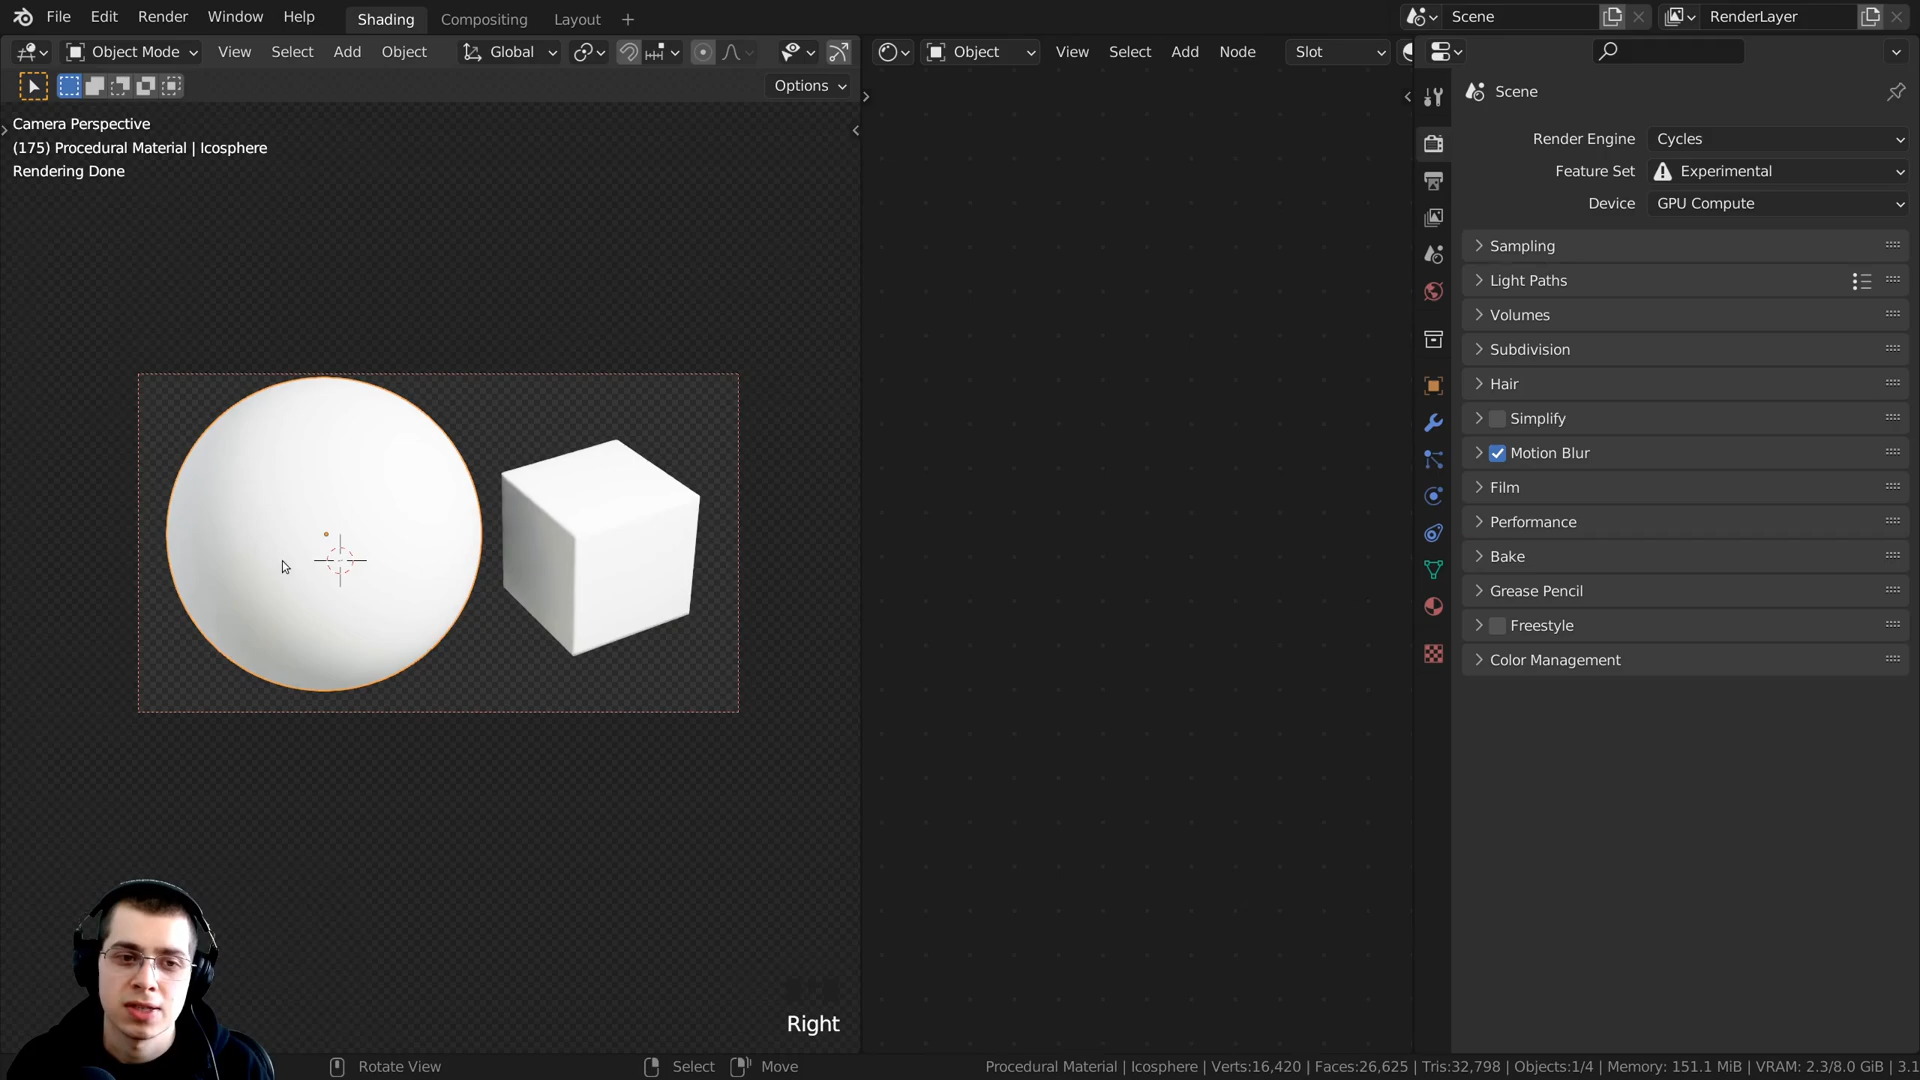 File Edit Render Window Help Shading Compositing Layout + Scene RenderLayer
Object Mode View Select Add Object Global Object View Select Add Node Slot
Options
Camera Perspective
(175) Procedural Material | Icosphere
Rendering Done
Scene
Render Engine Cycles
Feature Set Experimental
Device GPU Compute
Sampling
Light Paths
Volumes
Subdivision
Hair
Simplify
Motion Blur
Film
Performance
Bake
Grease Pencil
Freestyle
Color Management
Right
Rotate View Select Move Procedural Material | Icosphere | Verts:16,420 | Faces:26,625 | Tris:32,798 | Objects:1/4 | Memory: 151.1 MiB | VRAM: 2.3/8.0 GiB | 3.1